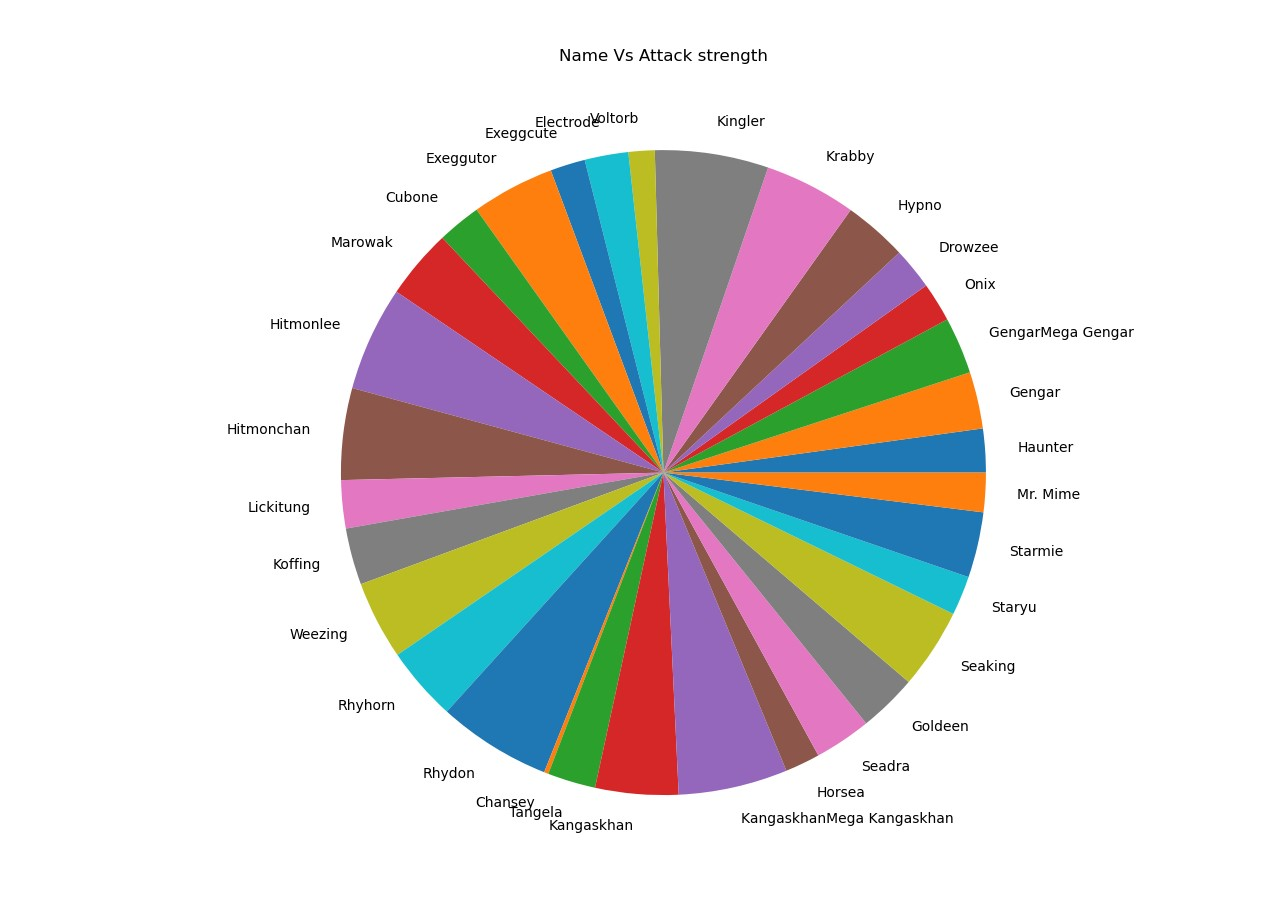 Name Vs Attack strength
Haunter
Gengar
GengarMega Gengar
Onix
Drowzee
Hypno
Krabby
Kingler
Voltorb
Electrode
Exeggcute
Exeggutor
Cubone
Marowak
Hitmonlee
Hitmonchan
Lickitung
Koffing
Weezing
Rhyhorn
Rhydon
Chansey
Tangela
Kangaskhan
KangaskhanMega Kangaskhan
Horsea
Seadra
Goldeen
Seaking
Staryu
Starmie
Mr. Mime